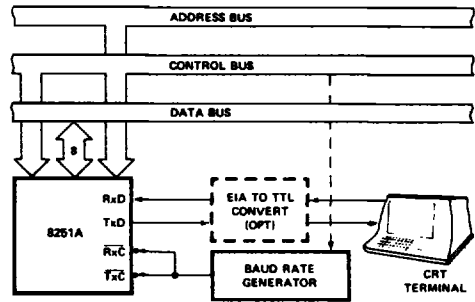 ADDRESS BUS
CONTROL BUS
DATA BUS
8
8251A
RxD
TxD
RxC
TxC
EIA TO TTL
CONVERT
(OPT)
BAUD RATE
GENERATOR
CRT
TERMINAL